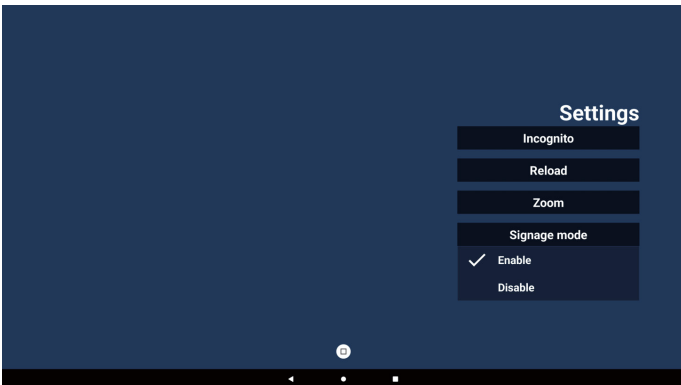 Settings
Incognito
Reload
Zoom
Signage mode
Enable
Disable